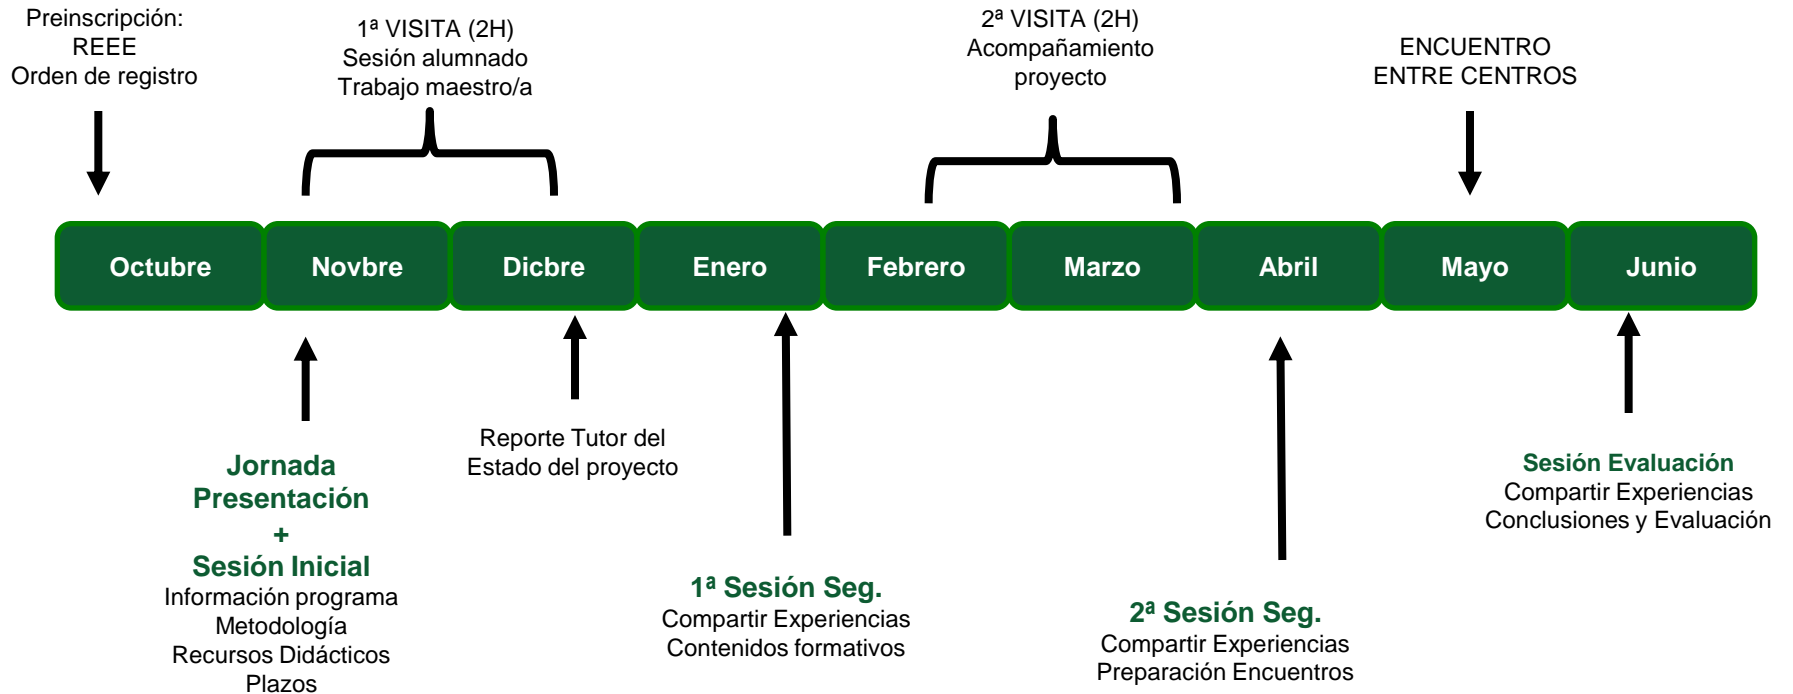 Preinscripción:
REEE
Orden de registro
1ª VISITA (2H)
Sesión alumnado
Trabajo maestro/a
2ª VISITA (2H)
Acompañamiento
proyecto
ENCUENTRO
ENTRE CENTROS
Octubre
Novbre
Dicbre
Enero
Febrero
Marzo
Abril
Mayo
Junio
Jornada
Presentación
+
Sesión Inicial
Información programa
Metodología
Recursos Didácticos
Plazos
Reporte Tutor del
Estado del proyecto
1ª Sesión Seg.
Compartir Experiencias
Contenidos formativos
2ª Sesión Seg.
Compartir Experiencias
Preparación Encuentros
Sesión Evaluación
Compartir Experiencias
Conclusiones y Evaluación